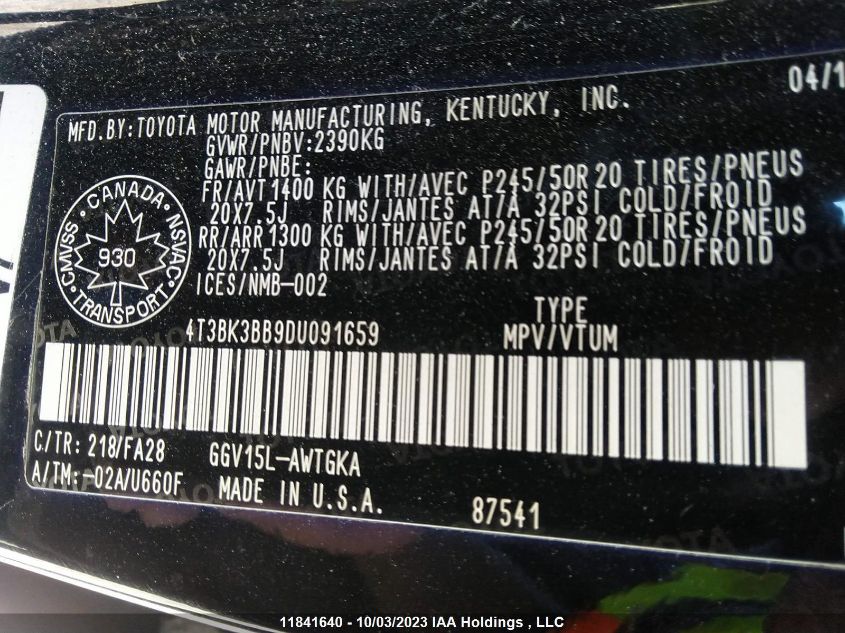 MFD.BY:TOYOTA MOTOR MANUFACTURING, KENTUCKY, INC. 04/1
GVWR/PNBV:2390KG
GAWR/PNBE:
FR/AVT 1400 KG WITH/AVEC P245/50R20 TIRES/PNEUS
20X7.5J RIMS/JANTES AT/À 32PSI COLD/FROID
RR/ARR 1300 KG WITH/AVEC P245/50R20 TIRES/PNEUS
20X7.5J RIMS/JANTES AT/À 32PSI COLD/FROID
ICES/NMB-002
CANADA
CMVSS NSVAC
930
TRANSPORT
TYPE
4T3BK3BB9DU091659 MPV/VTUM
C/TR: 218/FA28 GGV15L-AWTGKA
A/TM:-02A/U660F MADE IN U.S.A. 87541
11841640 - 10/03/2023 IAA Holdings , LLC